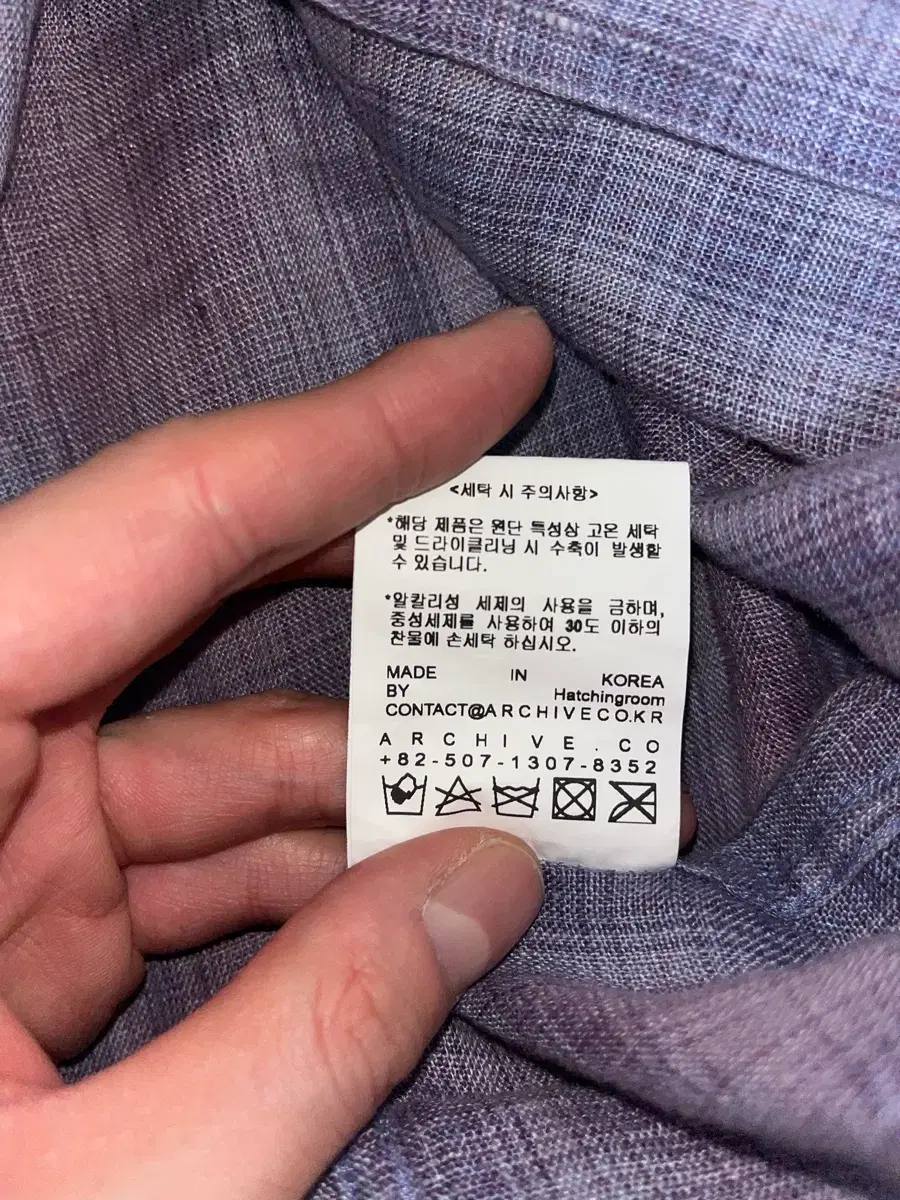 <세탁 시 주의사항>
*해당 제품은 원단 특성상 고온 세탁
및 드라이클리닝 시 수축이 발생할
수 있습니다.
*알칼리성 세제의 사용을 금하며,
중성세제를 사용하여 30도 이하의
찬물에 손세탁 하십시오.
MADE IN KOREA
BY Hatchingroom
CONTACT@ARCHIVECO.KR
ARCHIVE.CO
+82-507-1307-8352